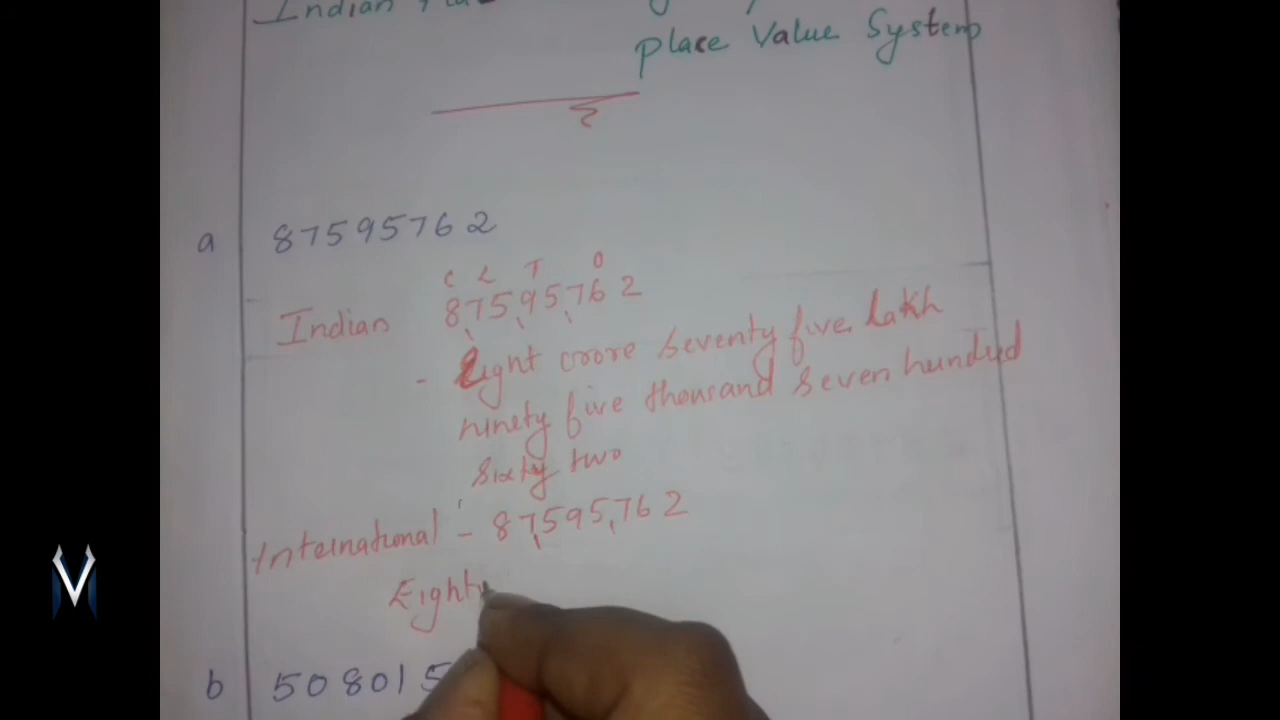 Indian
Place Value System
a 87595762
C L T O
Indian 8,75,95,762
- Eight crore seventy five lakh
ninety five thousand seven hundred
sixty two
International - 87,595,762
Eighty
b 508015